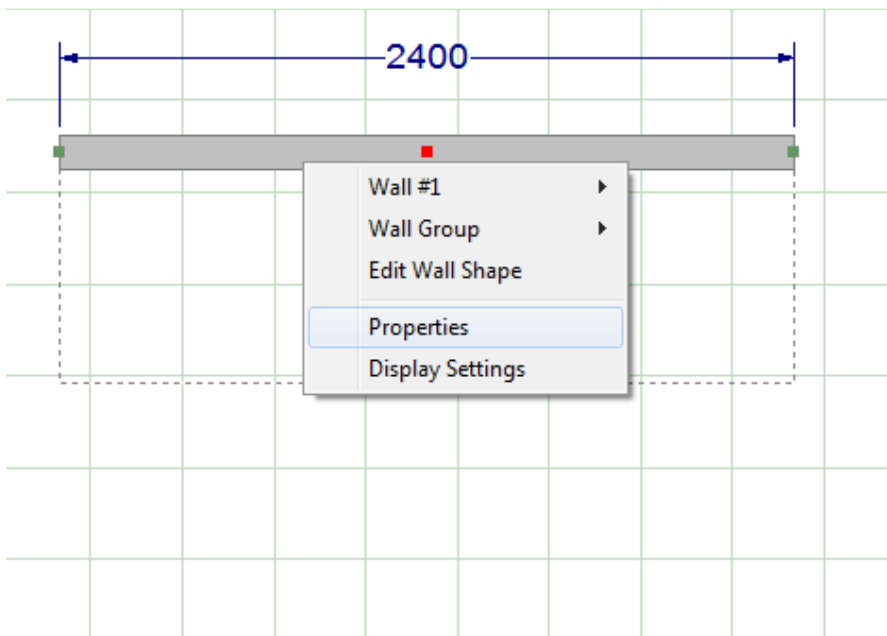 2400
Wall #1
Wall Group
Edit Wall Shape
Properties
Display Settings